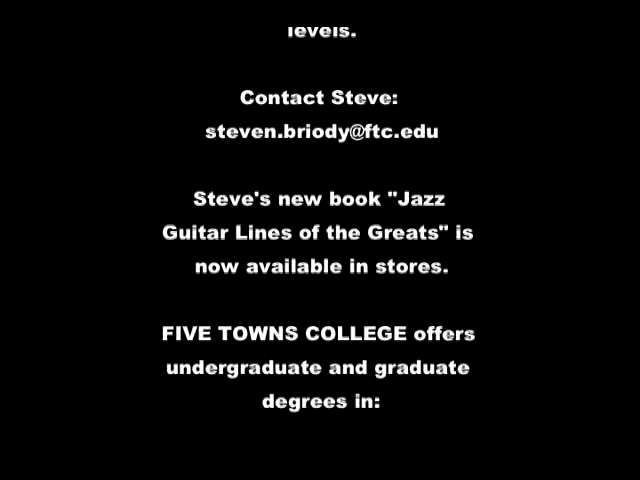 levels.
Contact Steve:
steven.briody@ftc.edu
Steve's new book "Jazz
Guitar Lines of the Greats" is
now available in stores.
FIVE TOWNS COLLEGE offers
undergraduate and graduate
degrees in: